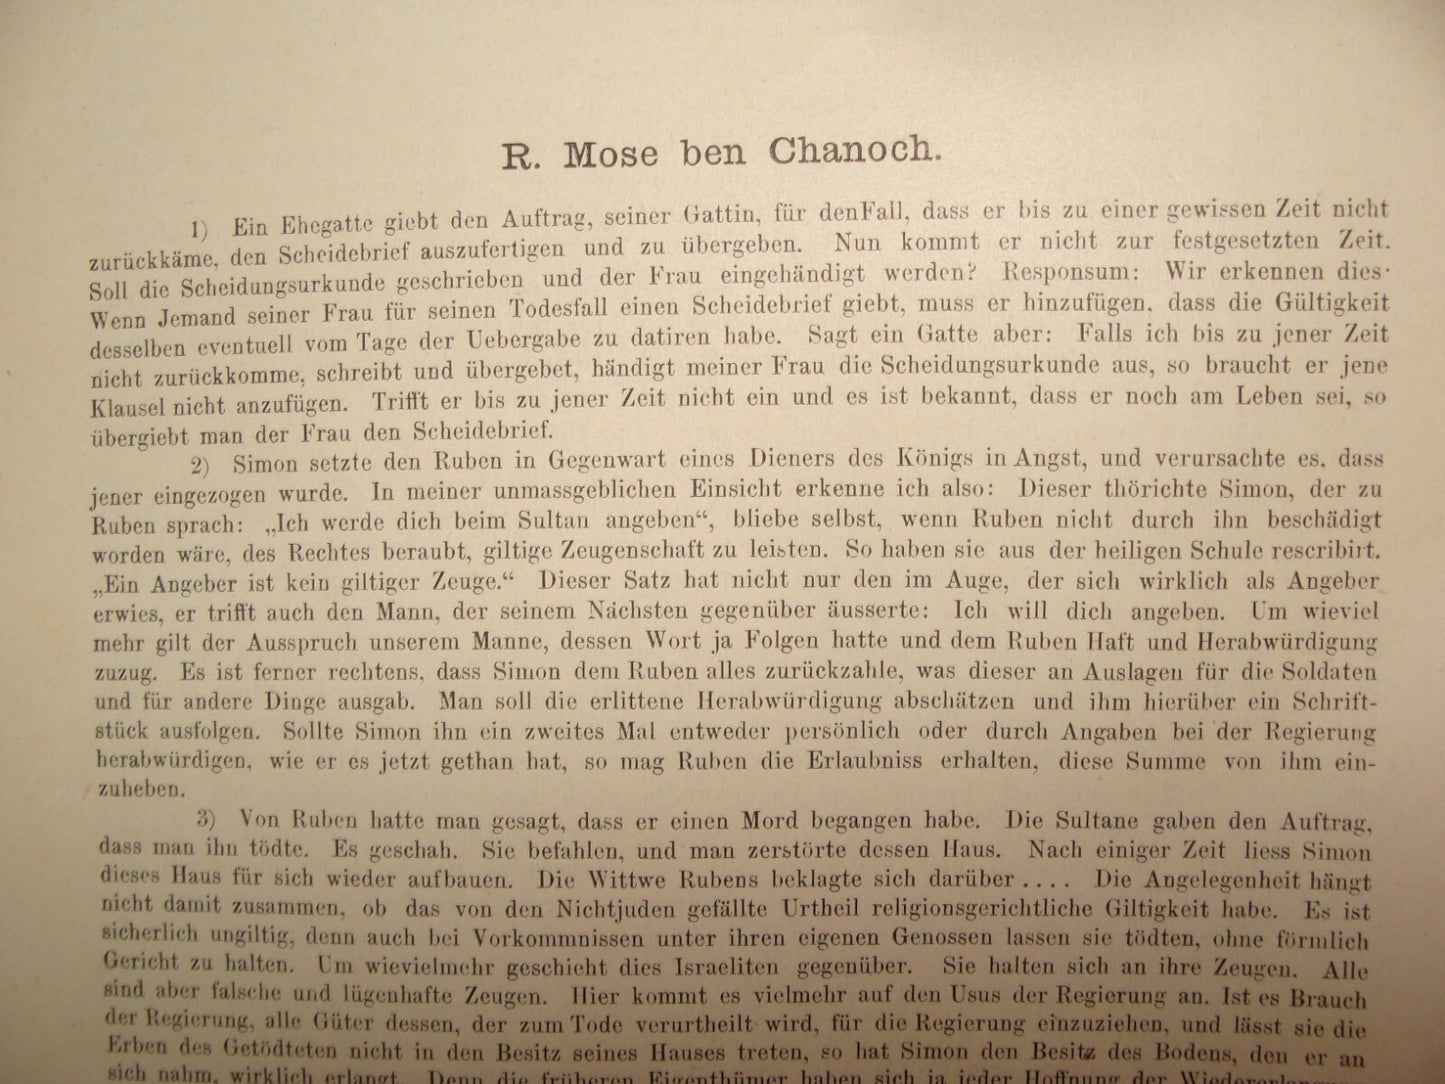 R. Mose ben Chanoch.
1) Ein Ehegatte giebt den Auftrag, seiner Gattin, für denFall, dass er bis zu einer gewissen Zeit nicht
zurückkäme, den Scheidebrief auszufertigen und zu übergeben. Nun kommt er nicht zur festgesetzten Zeit.
Soll die Scheidungsurkunde geschrieben und der Frau eingehändigt werden? Responsum: Wir erkennen dies·
Wenn Jemand seiner Frau für seinen Todesfall einen Scheidebrief giebt, muss er hinzufügen, dass die Gültigkeit
desselben eventuell vom Tage der Uebergabe zu datiren habe. Sagt ein Gatte aber: Falls ich bis zu jener Zeit
nicht zurückkomme, schreibt und übergebet, händigt meiner Frau die Scheidungsurkunde aus, so braucht er jene
Klausel nicht anzufügen. Trifft er bis zu jener Zeit nicht ein und es ist bekannt, dass er noch am Leben sei, so
übergiebt man der Frau den Scheidebrief.
2) Simon setzte den Ruben in Gegenwart eines Dieners des Königs in Angst, und verursachte es, dass
jener eingezogen wurde. In meiner unmassgeblichen Einsicht erkenne ich also: Dieser thörichte Simon, der zu
Ruben sprach: „Ich werde dich beim Sultan angeben“, bliebe selbst, wenn Ruben nicht durch ihn beschädigt
worden wäre, des Rechtes beraubt, giltige Zeugenschaft zu leisten. So haben sie aus der heiligen Schule rescribirt.
„Ein Angeber ist kein giltiger Zeuge.“ Dieser Satz hat nicht nur den im Auge, der sich wirklich als Angeber
erwies, er trifft auch den Mann, der seinem Nächsten gegenüber äusserte: Ich will dich angeben. Um wieviel
mehr gilt der Ausspruch unserem Manne, dessen Wort ja Folgen hatte und dem Ruben Haft und Herabwürdigung
zuzug. Es ist ferner rechtens, dass Simon dem Ruben alles zurückzahle, was dieser an Auslagen für die Soldaten
und für andere Dinge ausgab. Man soll die erlittene Herabwürdigung abschätzen und ihm hierüber ein Schrift-
stück ausfolgen. Sollte Simon ihn ein zweites Mal entweder persönlich oder durch Angaben bei der Regierung
herabwürdigen, wie er es jetzt gethan hat, so mag Ruben die Erlaubniss erhalten, diese Summe von ihm ein-
zuheben.
3) Von Ruben hatte man gesagt, dass er einen Mord begangen habe. Die Sultane gaben den Auftrag,
dass man ihn tödte. Es geschah. Sie befahlen, und man zerstörte dessen Haus. Nach einiger Zeit liess Simon
dieses Haus für sich wieder aufbauen. Die Wittwe Rubens beklagte sich darüber .... Die Angelegenheit hängt
nicht damit zusammen, ob das von den Nichtjuden gefällte Urtheil religionsgerichtliche Giltigkeit habe. Es ist
sicherlich ungiltig, denn auch bei Vorkommnissen unter ihren eigenen Genossen lassen sie tödten, ohne förmlich
Gericht zu halten. Um wievielmehr geschieht dies Israeliten gegenüber. Sie halten sich an ihre Zeugen. Alle
sind aber falsche und lügenhafte Zeugen. Hier kommt es vielmehr auf den Usus der Regierung an. Ist es Brauch
der Regierung, alle Güter dessen, der zum Tode verurtheilt wird, für die Regierung einzuziehen, und lässt sie die
Erben des Getödteten nicht in den Besitz seines Hauses treten, so hat Simon den Besitz des Bodens, den er an
sich nahm, wirklich erlangt. Denn die früheren Eigenthümer haben sich ja jeder Hoffnung der